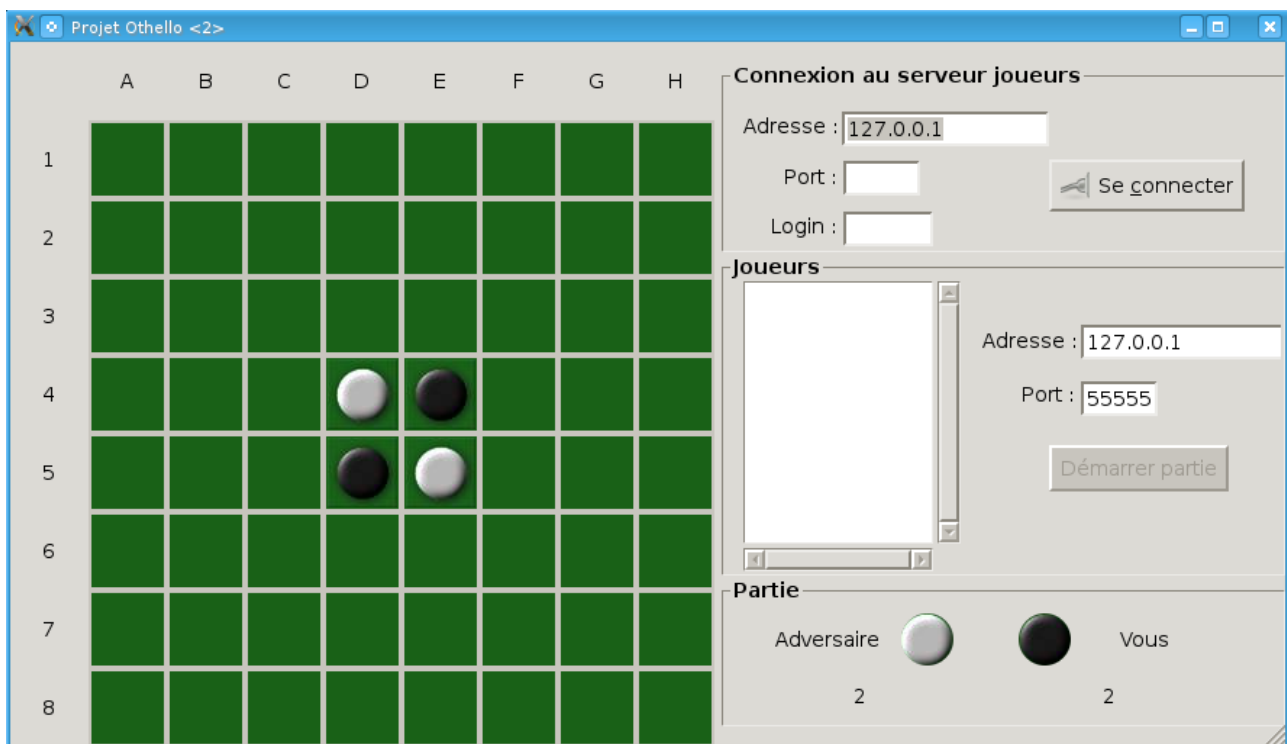 Projet Othello <2>
A B C D E F G H
1
2
3
4
5
6
7
8
Connexion au serveur joueurs
Adresse : 127.0.0.1
Port :
Se connecter
Login :
Joueurs
Adresse : 127.0.0.1
Port : 55555
Démarrer partie
Partie
Adversaire Vous
2 2